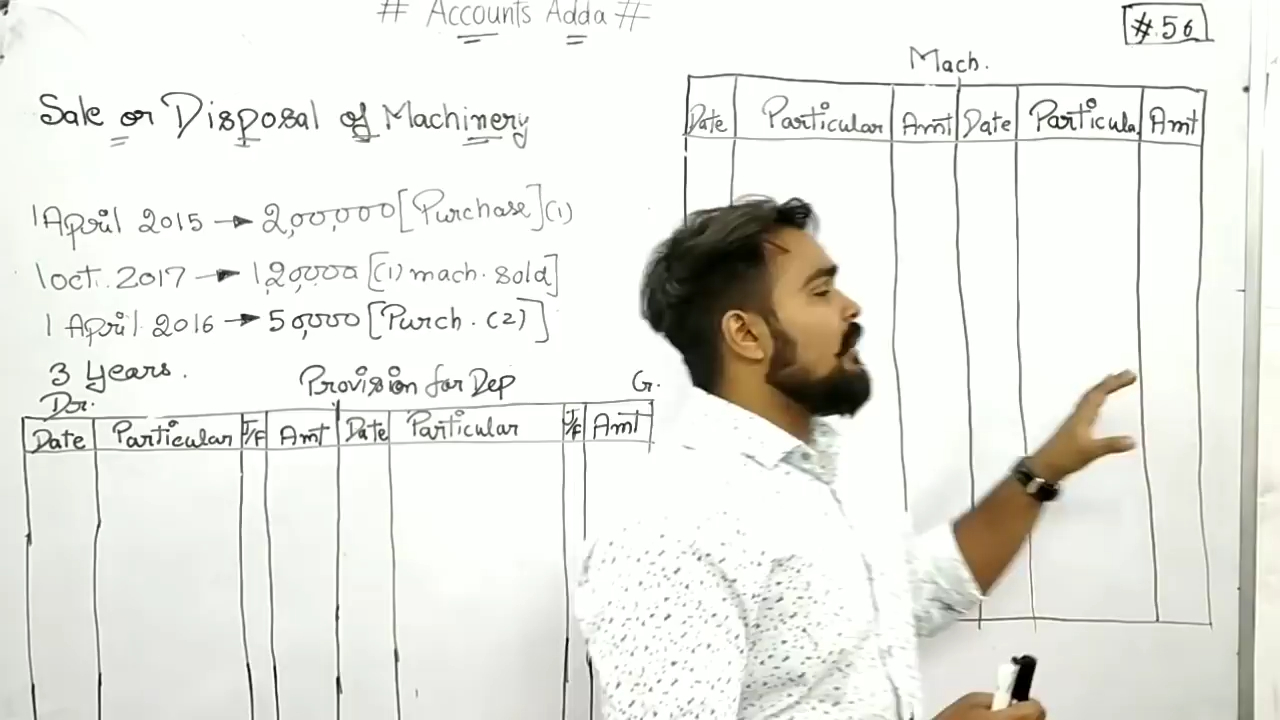 # Accounts Adda #
#.56
Sale or Disposal of Machinery
1 April 2015 → 2,00,000 [Purchase] (1)
1 oct. 2017 → 1,20,000 [(1) mach. sold]
1 April 2016 → 50,000 [Purch. (2)]
3 years.
Provision for Dep
Dr.
Cr.
Date Particular J/F Amt Date Particular J/F Amt
Mach.
Date Particular Amt Date Particula Amt